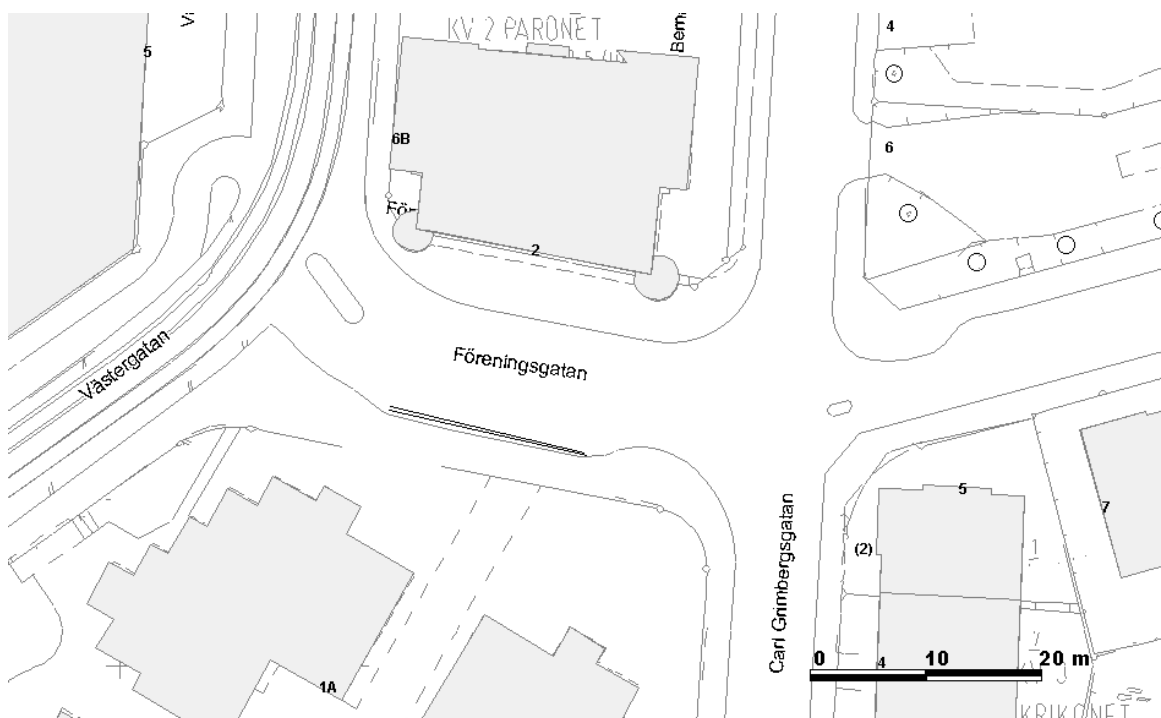 KV 2 PARONET
5
4
6B
6
För
2
Västergatan
Föreningsgatan
Carl Grimbergsgatan
5
7
(2)
0 10 20 m
4
1A
KRIKONET